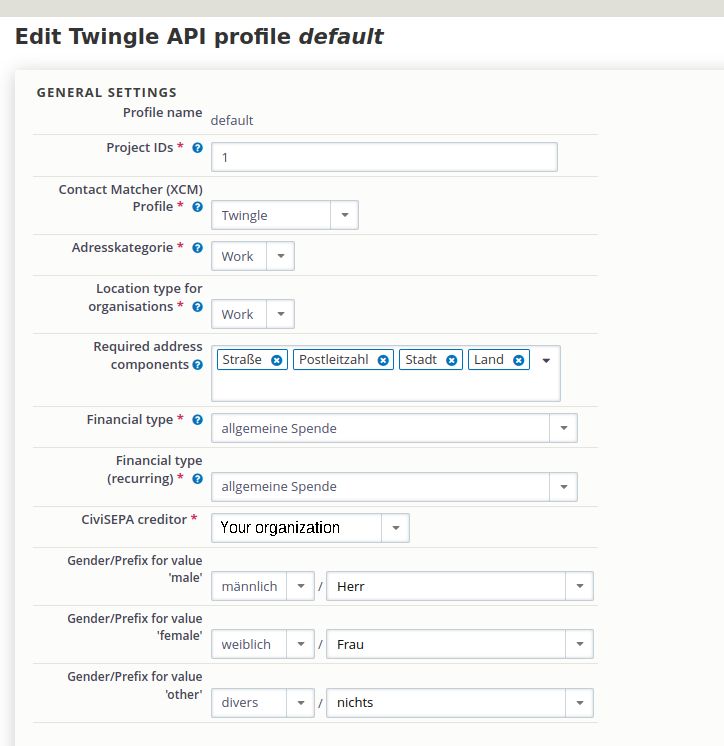 Edit Twingle API profile default
GENERAL SETTINGS
Profile name
default
Project IDs *
1
Contact Matcher (XCM)
Profile *
Twingle
Adresskategorie *
Work
Location type for
organisations *
Work
Required address
components
Straße
Postleitzahl
Stadt
Land
Financial type *
allgemeine Spende
Financial type
(recurring) *
allgemeine Spende
CiviSEPA creditor *
Your organization
Gender/Prefix for value
'male'
männlich / Herr
Gender/Prefix for value
'female'
weiblich / Frau
Gender/Prefix for value
'other'
divers / nichts